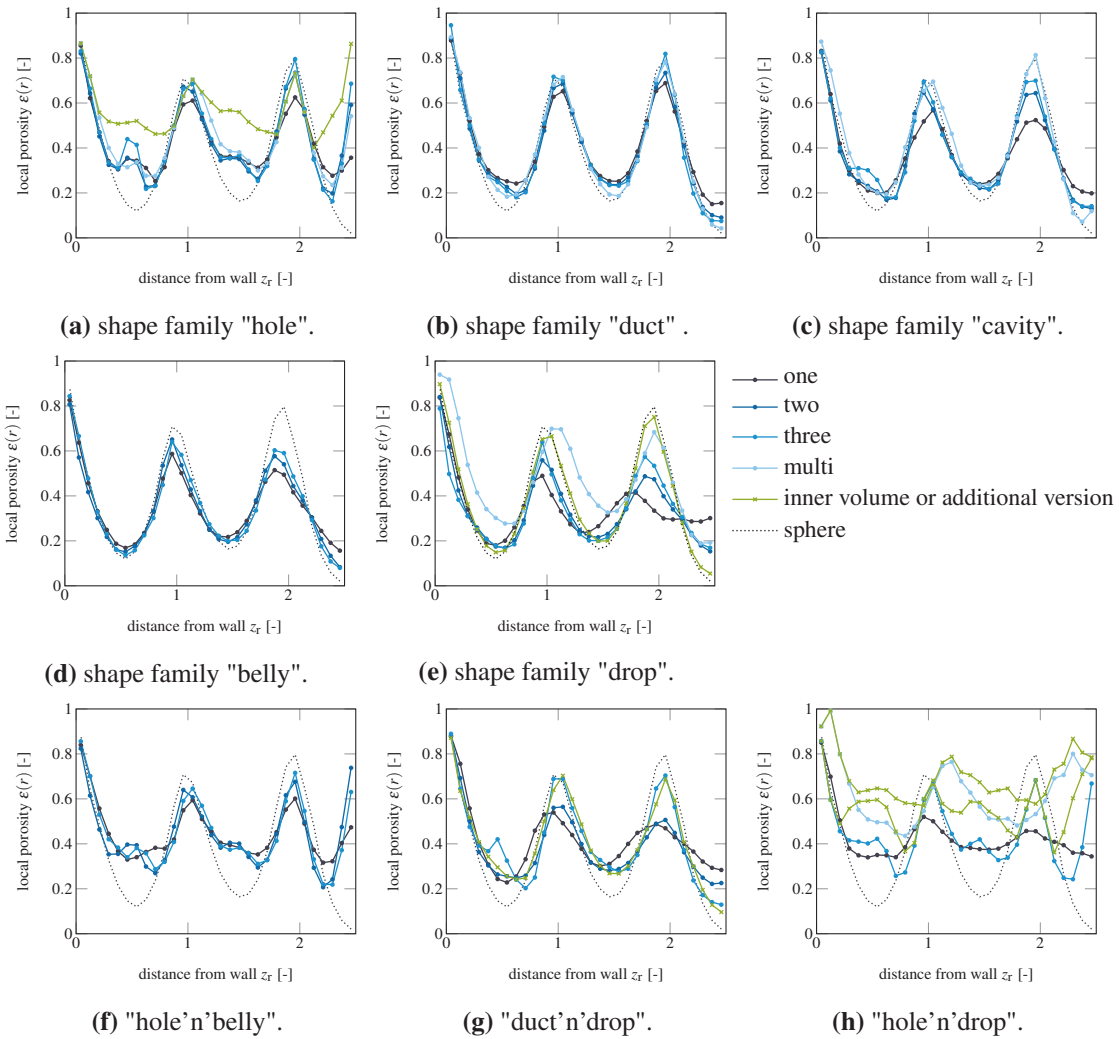 1
0.8
0.6
0.4
0.2
0
0 1 2
local porosity ε(r) [-]
distance from wall z_r [-]
(a) shape family "hole".
1
0.8
0.6
0.4
0.2
0
0 1 2
local porosity ε(r) [-]
distance from wall z_r [-]
(b) shape family "duct" .
1
0.8
0.6
0.4
0.2
0
0 1 2
local porosity ε(r) [-]
distance from wall z_r [-]
(c) shape family "cavity".
1
0.8
0.6
0.4
0.2
0
0 1 2
local porosity ε(r) [-]
distance from wall z_r [-]
(d) shape family "belly".
1
0.8
0.6
0.4
0.2
0
0 1 2
local porosity ε(r) [-]
distance from wall z_r [-]
(e) shape family "drop".
one
two
three
multi
inner volume or additional version
sphere
1
0.8
0.6
0.4
0.2
0
0 1 2
local porosity ε(r) [-]
distance from wall z_r [-]
(f) "hole'n'belly".
1
0.8
0.6
0.4
0.2
0
0 1 2
local porosity ε(r) [-]
distance from wall z_r [-]
(g) "duct'n'drop".
1
0.8
0.6
0.4
0.2
0
0 1 2
local porosity ε(r) [-]
distance from wall z_r [-]
(h) "hole'n'drop".